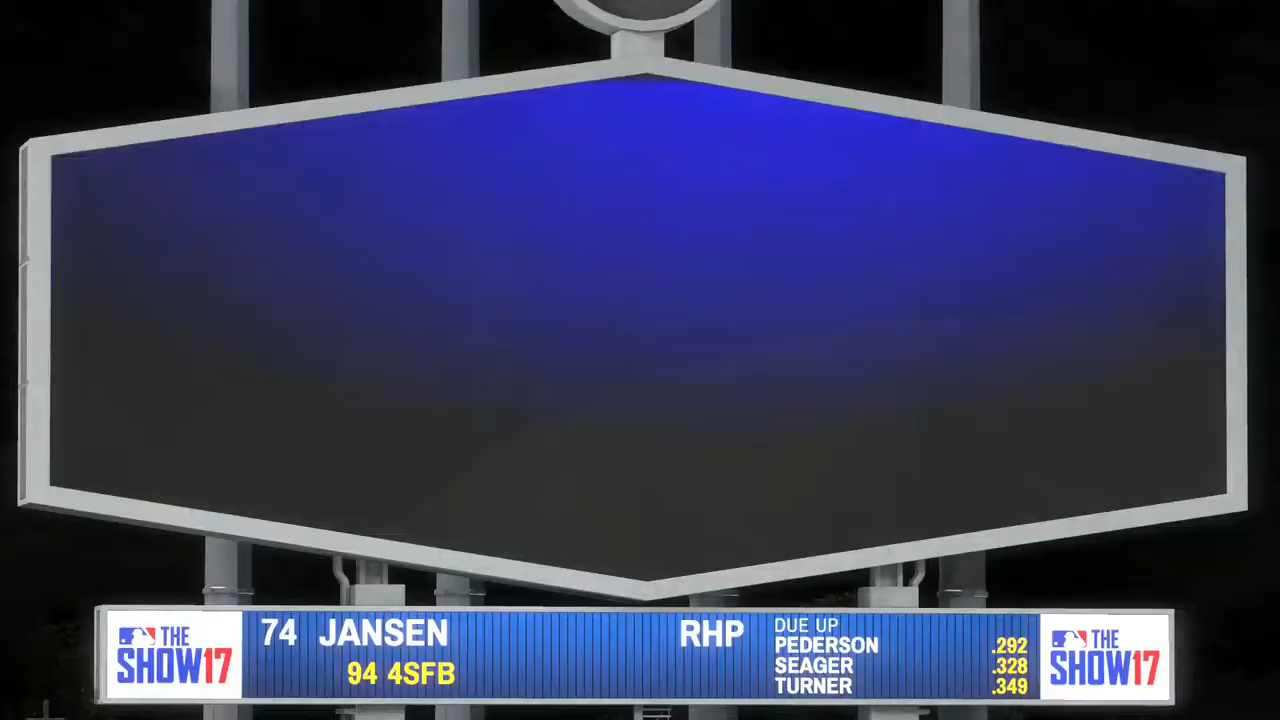 THE
SHOW17
74 JANSEN
94 4SFB
RHP
DUE UP
PEDERSON .292
SEAGER .328
TURNER .349
THE
SHOW17